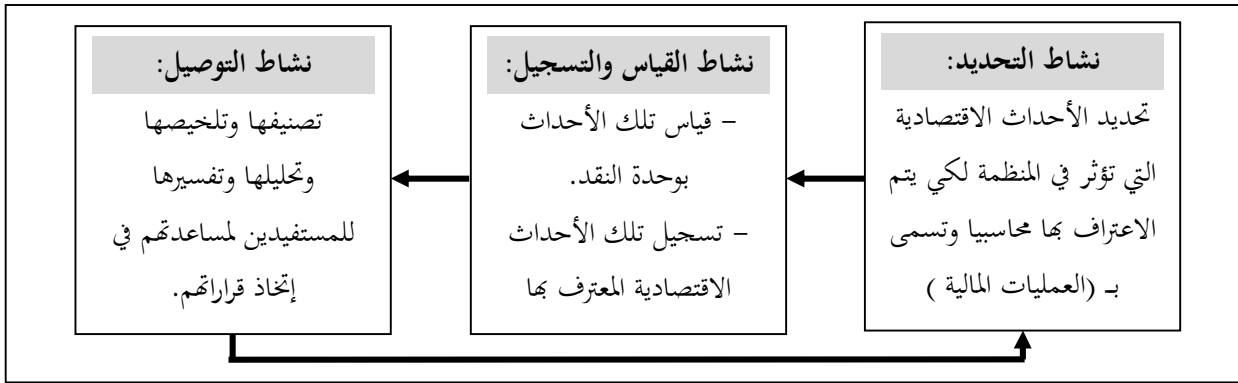 نشاط التحديد:
تحديد الأحداث الاقتصادية
التي تؤثر في المنظمة لكي يتم
الاعتراف بها محاسبيا وتسمى
بـ (العمليات المالية )
نشاط القياس والتسجيل:
– قياس تلك الأحداث
بوحدة النقد.
– تسجيل تلك الأحداث
الاقتصادية المعترف بها
نشاط التوصيل:
تصنيفها وتلخيصها
وتحليلها وتفسيرها
للمستفيدين لمساعدتهم في
إتخاذ قراراتهم.